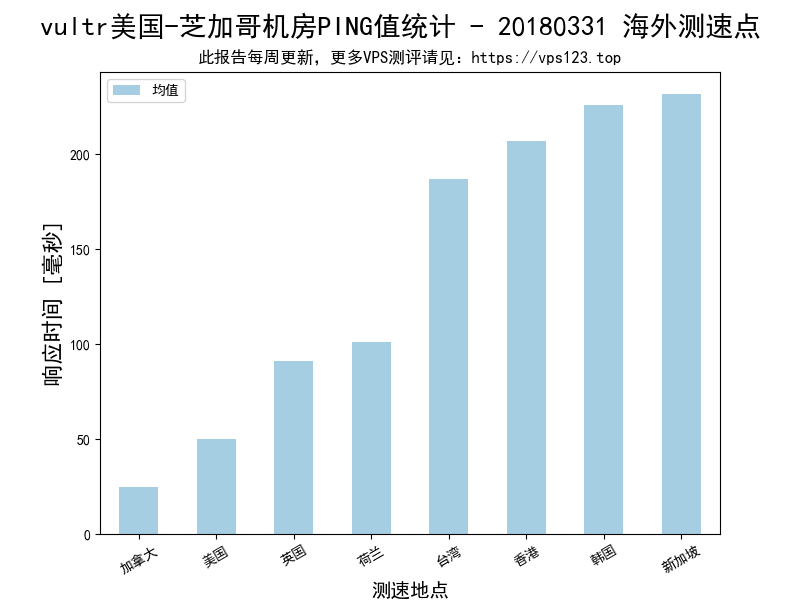 vultr美国-芝加哥机房PING值统计 - 20180331 海外测速点
此报告每周更新，更多VPS测评请见：https://vps123.top
均值
200
150
100
50
0
响应时间 [毫秒]
加拿大 美国 英国 荷兰 台湾 香港 韩国 新加坡
测速地点